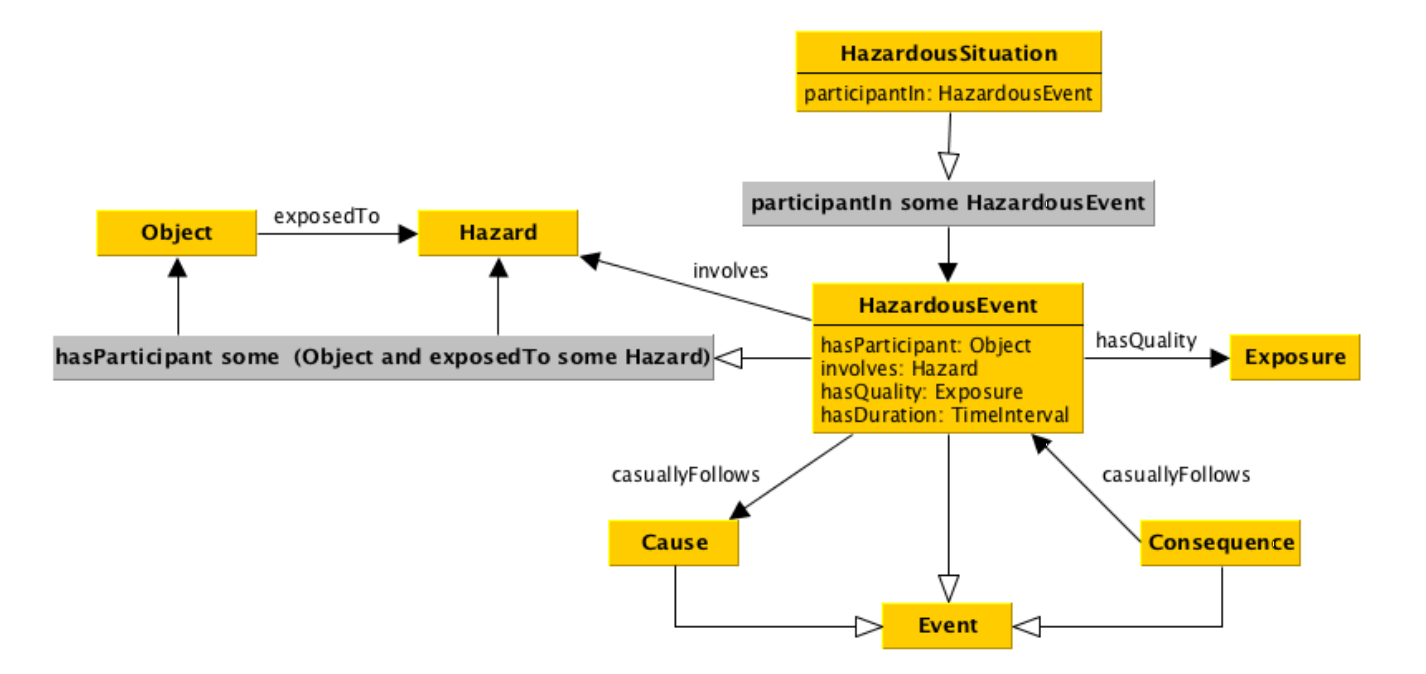 HazardousSituation
participantIn: HazardousEvent
participantIn some HazardousEvent
Object
exposedTo
Hazard
involves
HazardousEvent
hasParticipant: Object
involves: Hazard
hasQuality: Exposure
hasDuration: TimeInterval
hasParticipant some (Object and exposedTo some Hazard)
hasQuality
Exposure
casuallyFollows
casuallyFollows
Cause
Consequence
Event